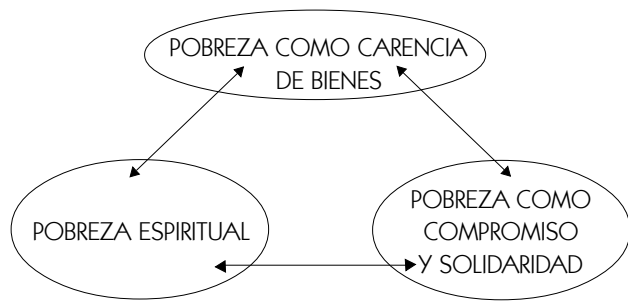 POBREZA COMO CARENCIA
DE BIENES
POBREZA ESPIRITUAL
POBREZA COMO
COMPROMISO
Y SOLIDARIDAD